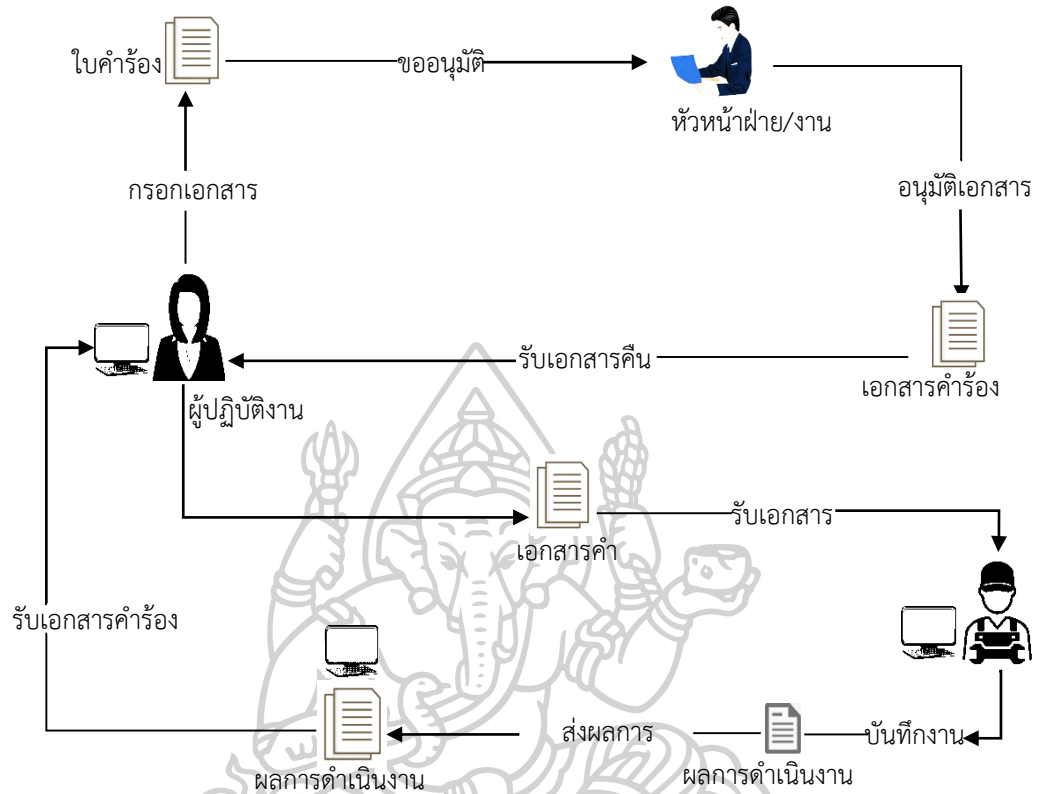 ใบคำร้อง
ขออนุมัติ
หัวหน้าฝ่าย/งาน
กรอกเอกสาร
อนุมัติเอกสาร
รับเอกสารคืน
เอกสารคำร้อง
ผู้ปฏิบัติงาน
รับเอกสาร
เอกสารคำ
รับเอกสารคำร้อง
ส่งผลการ
บันทึกงาน
ผลการดำเนินงาน
ผลการดำเนินงาน